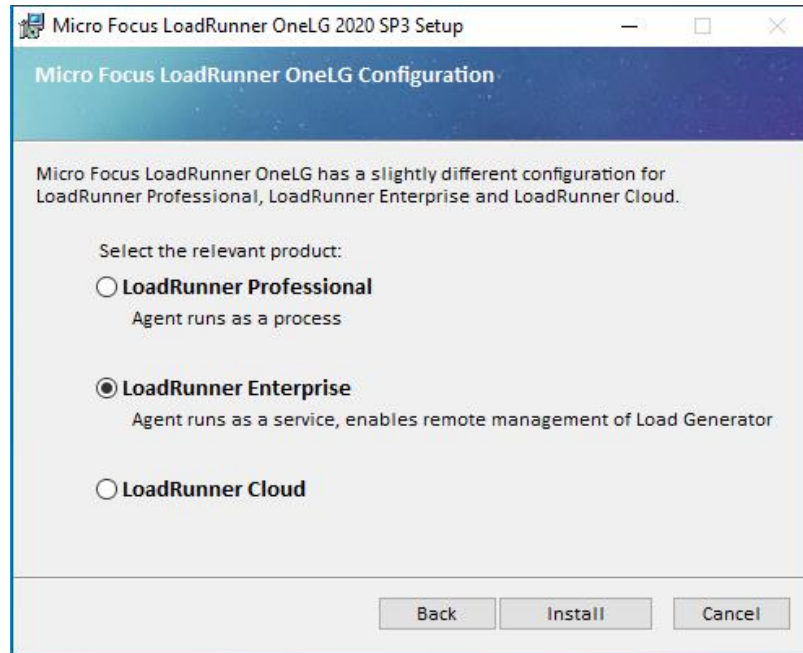 Micro Focus LoadRunner OneLG 2020 SP3 Setup
Micro Focus LoadRunner OneLG Configuration
Micro Focus LoadRunner OneLG has a slightly different configuration for
LoadRunner Professional, LoadRunner Enterprise and LoadRunner Cloud.
Select the relevant product:
LoadRunner Professional
Agent runs as a process
LoadRunner Enterprise
Agent runs as a service, enables remote management of Load Generator
LoadRunner Cloud
Back Install Cancel